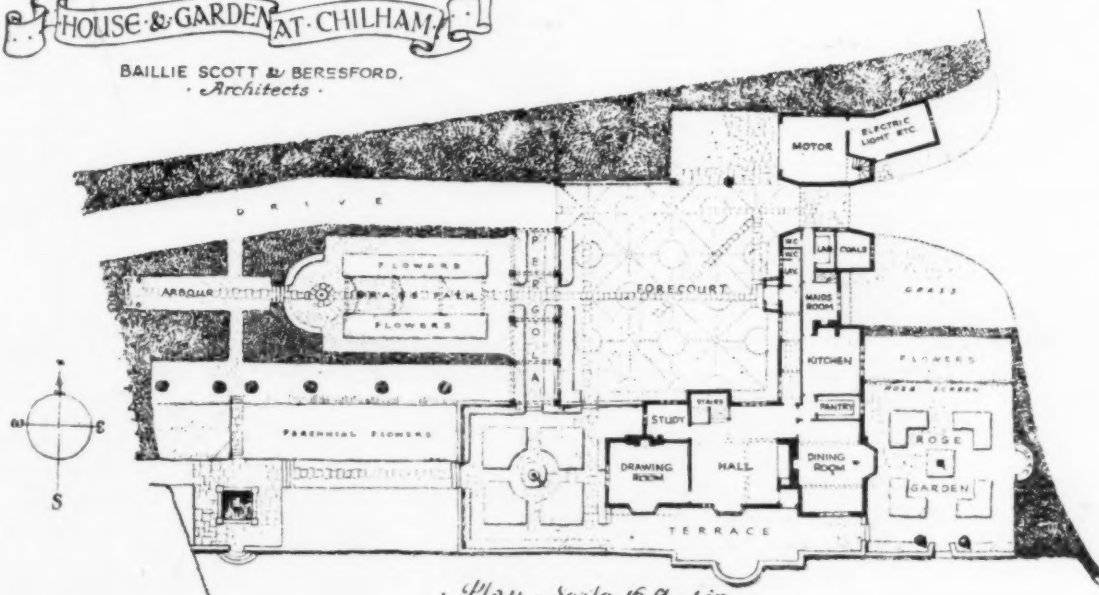 HOUSE·&·GARDEN AT·CHILHAM
BAILLIE SCOTT & BERESFORD.
· Architects ·
MOTOR
ELECTRIC
LIGHT ETC.
DRIVE
W.C.
W.C.
LAV.
COALS
ARBOUR
FLOWERS
GRASS PATH
FLOWERS
PERGOLA
FORECOURT
MAIDS
ROOM
GRASS
KITCHEN
FLOWERS
ROSE SCREEN
PANTRY
STAIRS
STUDY
PERENNIAL FLOWERS
DRAWING
ROOM
HALL
DINING
ROOM
ROSE
GARDEN
TERRACE
E
S
· Plan